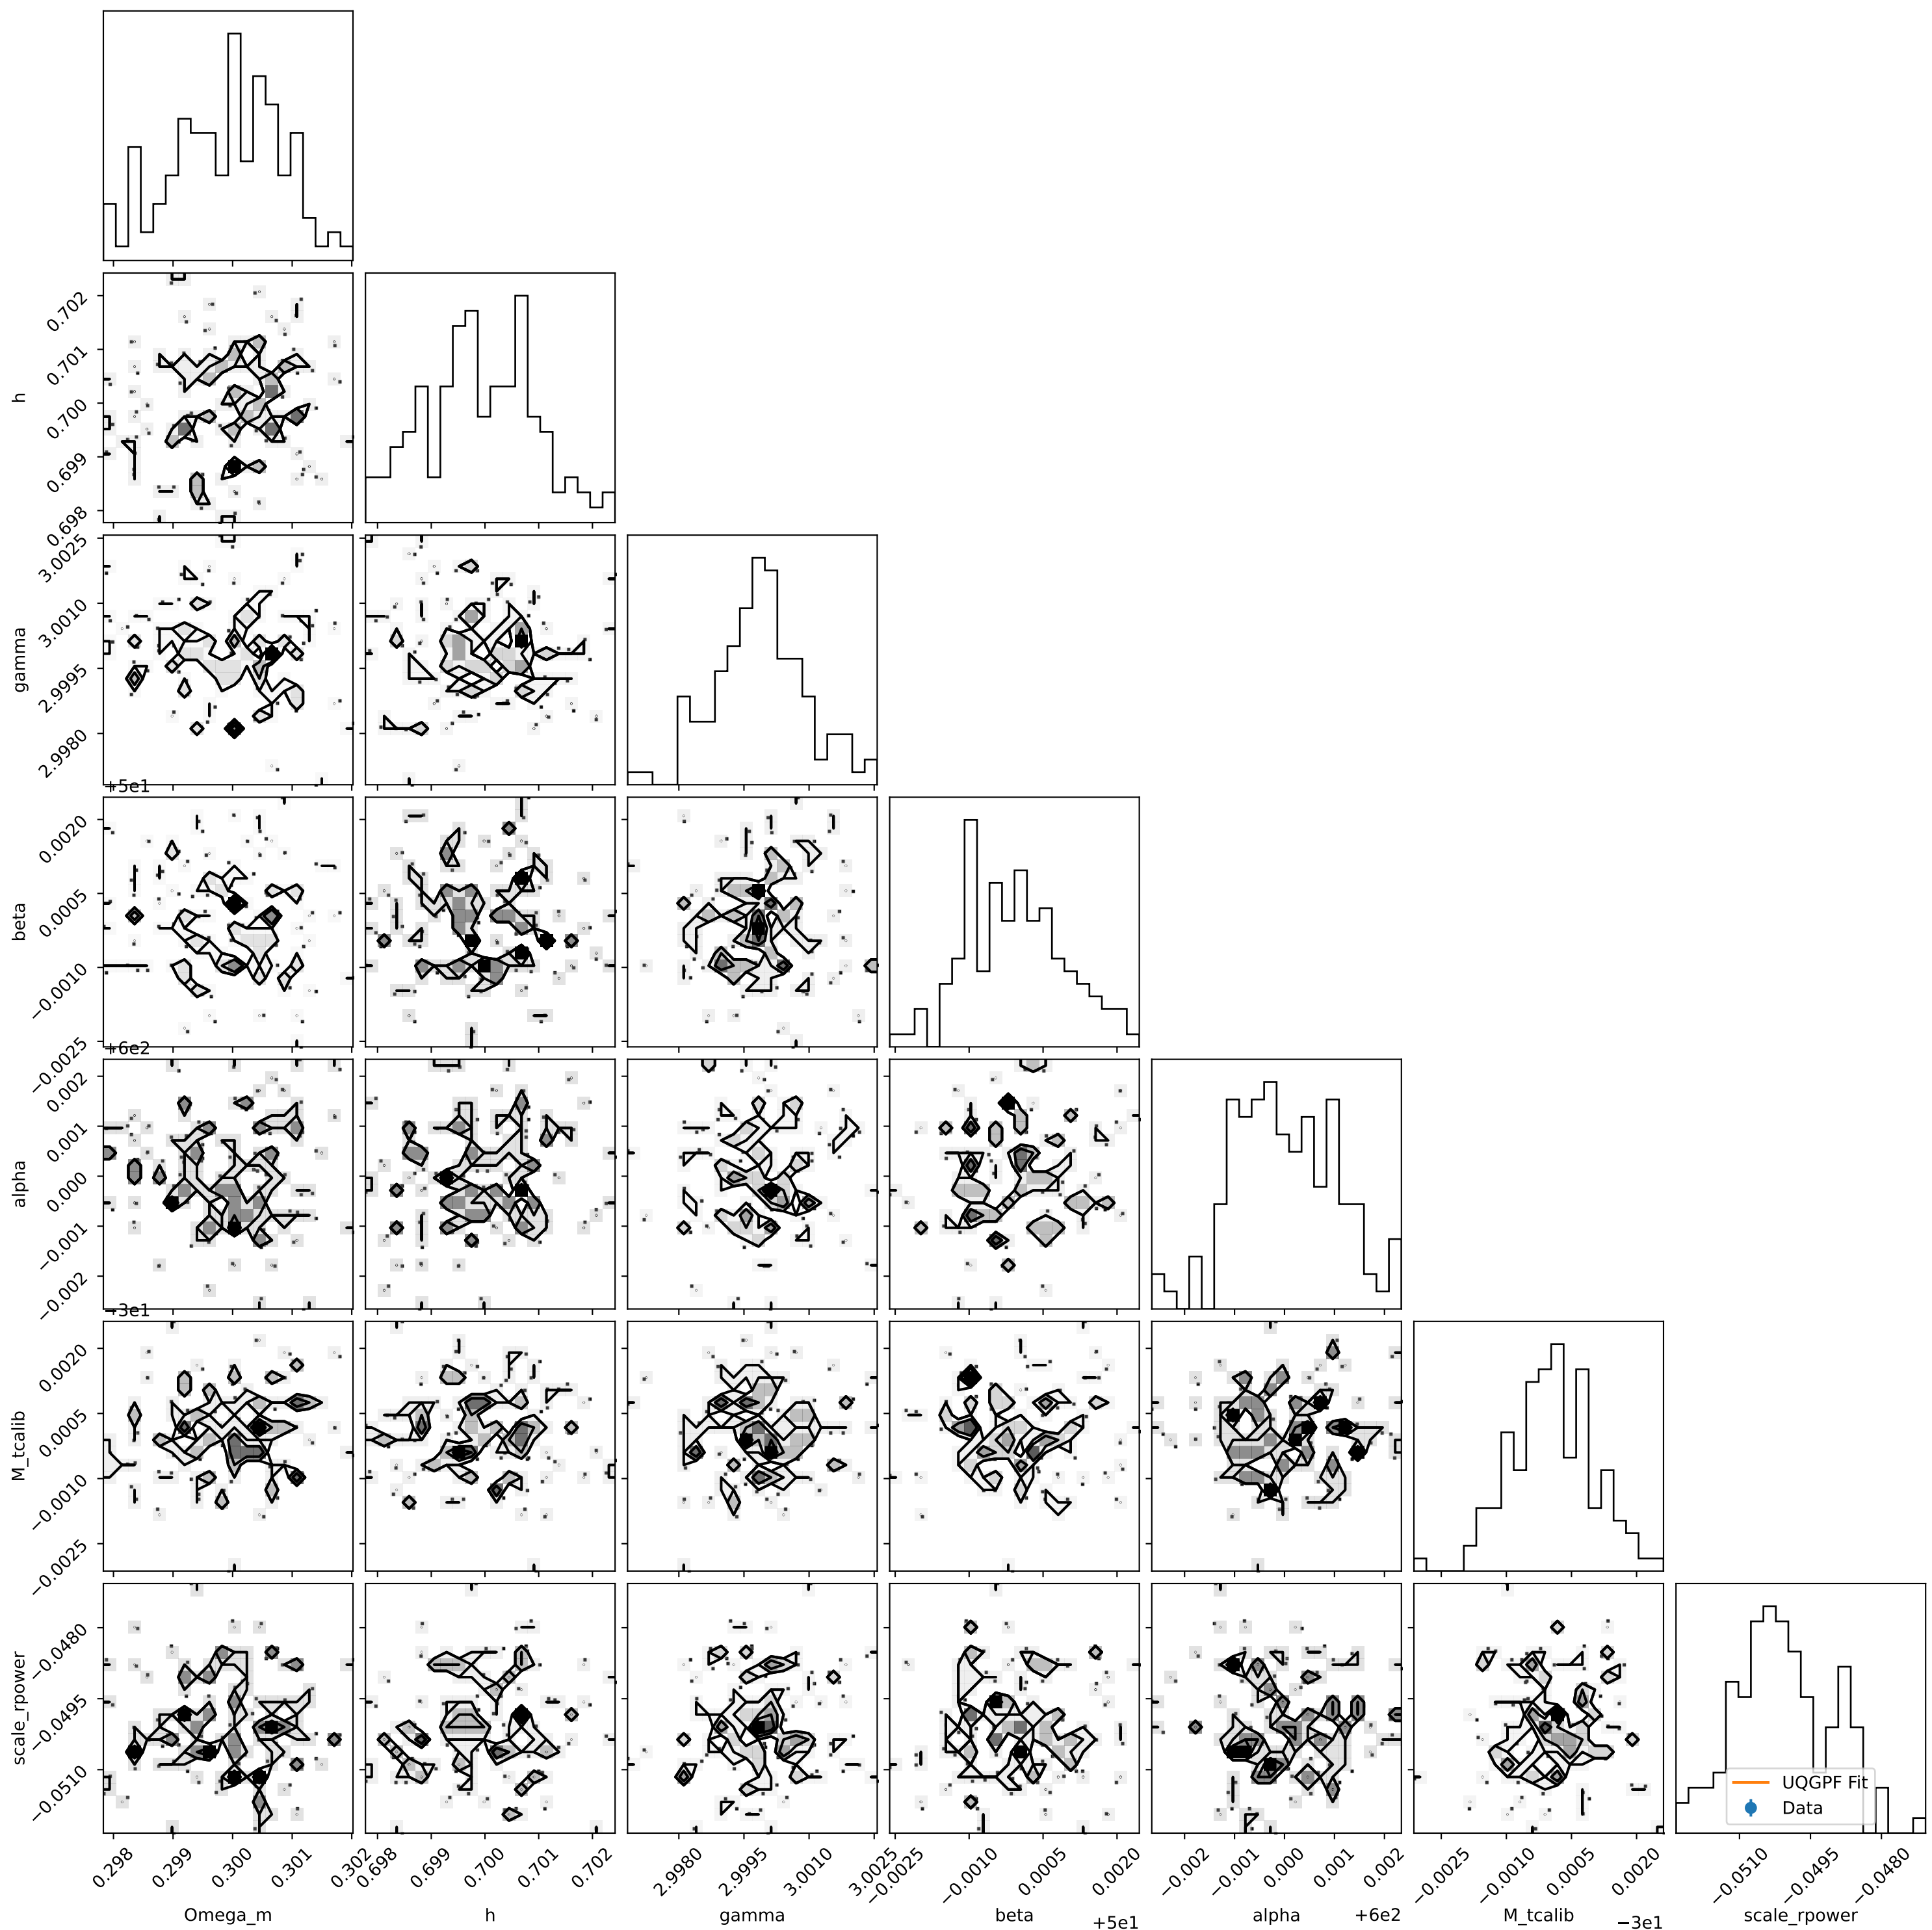 h
0.702
0.701
0.700
0.699
0.698
gamma
3.0025
3.0010
2.9995
2.9980
+5e1
beta
0.0020
0.0005
−0.0010
−0.0025
+6e2
alpha
0.002
0.001
0.000
−0.001
−0.002
−3e1
M_tcalib
0.0020
0.0005
−0.0010
−0.0025
scale_rpower
−0.0480
−0.0495
−0.0510
UQGPF Fit
Data
0.298 0.299 0.300 0.301 0.302 0.698 0.699 0.700 0.701 0.702 2.9980 2.9995 3.0010 3.0025 −0.0025 −0.0010 0.0005 0.0020 −0.002 −0.001 0.000 0.001 0.002 −0.0025 −0.0010 0.0005 0.0020 −0.0510 −0.0495 −0.0480
Omega_m h gamma beta alpha +6e2 M_tcalib scale_rpower
+5e1 −3e1